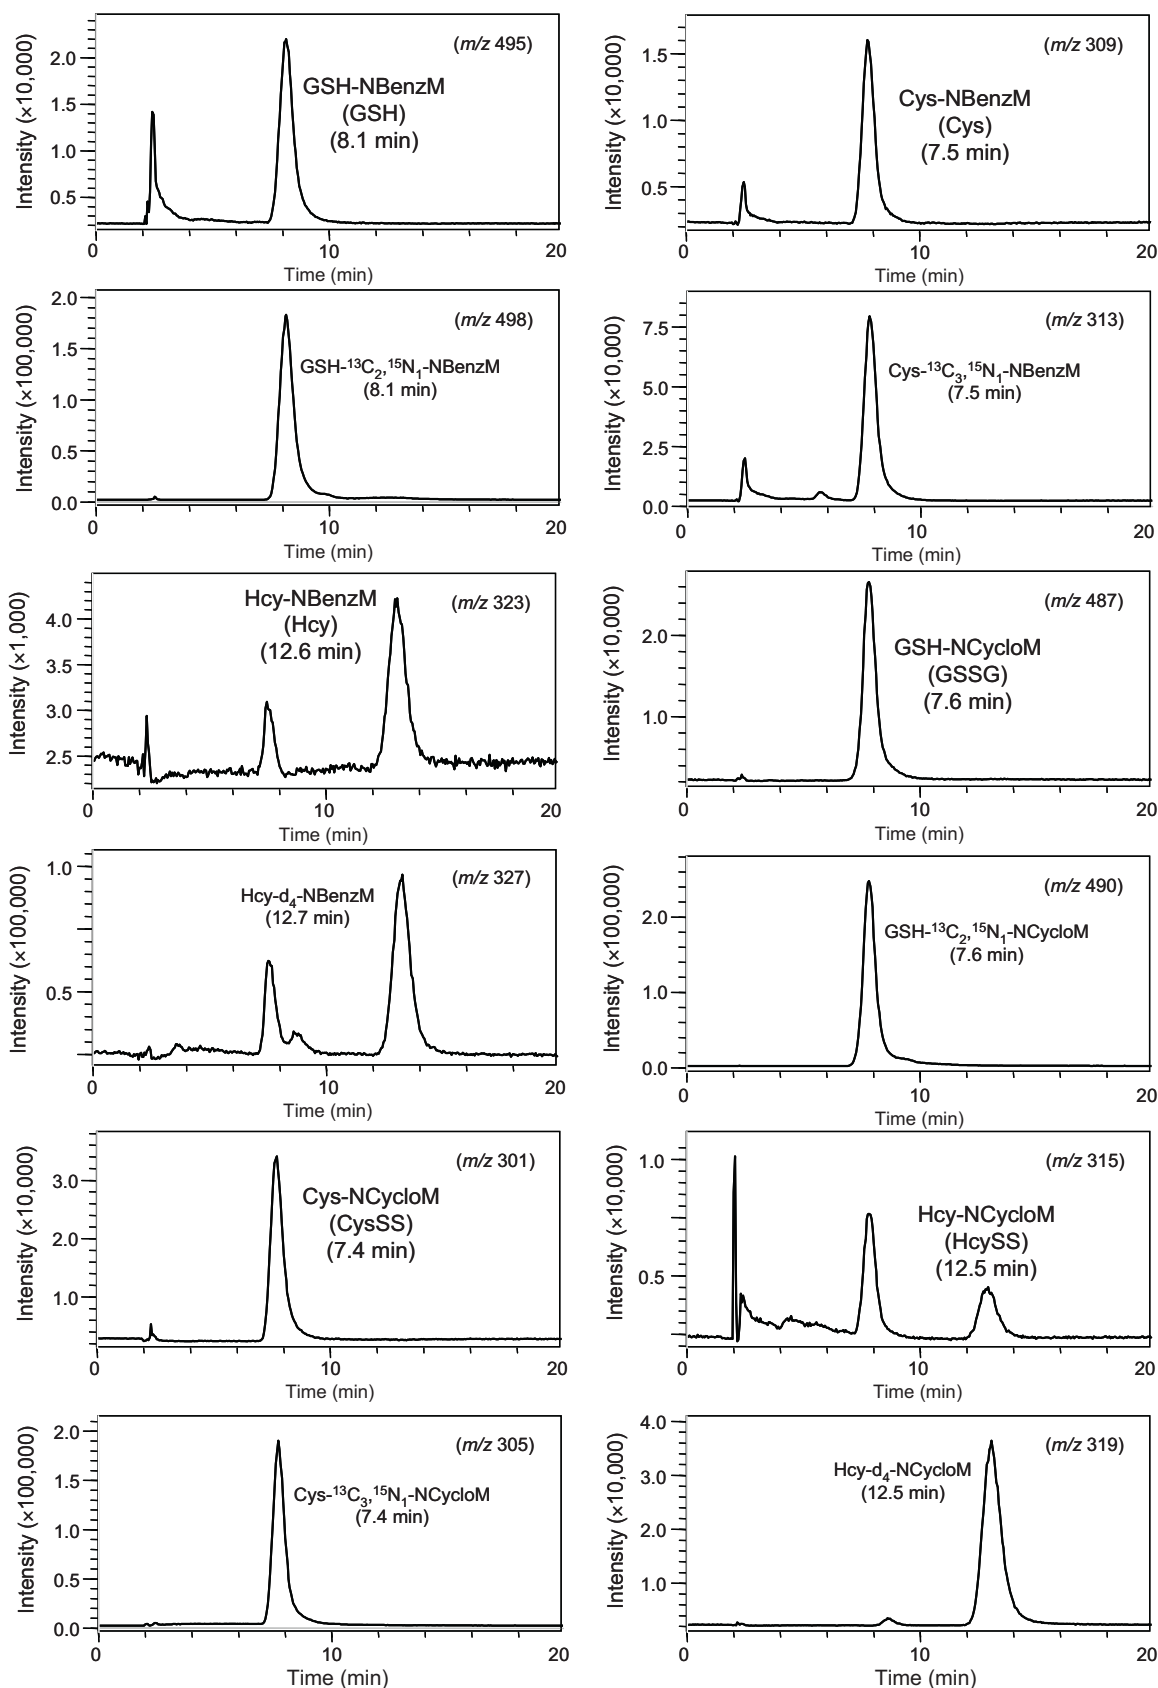 Intensity (×10,000)
2.0
1.5
1.0
0.5
(m/z 495)
GSH-NBenzM
(GSH)
(8.1 min)
0
10
20
Time (min)
Intensity (×10,000)
1.5
1.0
0.5
(m/z 309)
Cys-NBenzM
(Cys)
(7.5 min)
0
10
20
Time (min)
Intensity (×100,000)
2.0
1.5
1.0
0.5
0.0
(m/z 498)
GSH-¹³C₂,¹⁵N₁-NBenzM
(8.1 min)
0
10
20
Time (min)
Intensity (×10,000)
7.5
5.0
2.5
0.0
(m/z 313)
Cys-¹³C₃,¹⁵N₁-NBenzM
(7.5 min)
0
10
20
Time (min)
Intensity (×1,000)
4.0
3.5
3.0
2.5
(m/z 323)
Hcy-NBenzM
(Hcy)
(12.6 min)
0
10
20
Time (min)
Intensity (×10,000)
2.0
1.0
(m/z 487)
GSH-NCycloM
(GSSG)
(7.6 min)
0
10
20
Time (min)
Intensity (×100,000)
1.0
0.5
(m/z 327)
Hcy-d₄-NBenzM
(12.7 min)
0
10
20
Time (min)
Intensity (×100,000)
2.0
1.0
0.0
(m/z 490)
GSH-¹³C₂,¹⁵N₁-NCycloM
(7.6 min)
0
10
20
Time (min)
Intensity (×10,000)
3.0
2.0
1.0
(m/z 301)
Cys-NCycloM
(CysSS)
(7.4 min)
0
10
20
Time (min)
Intensity (×10,000)
1.0
0.5
(m/z 315)
Hcy-NCycloM
(HcySS)
(12.5 min)
0
10
20
Time (min)
Intensity (×100,000)
2.0
1.5
1.0
0.5
0.0
(m/z 305)
Cys-¹³C₃,¹⁵N₁-NCycloM
(7.4 min)
0
10
20
Time (min)
Intensity (×10,000)
4.0
3.0
2.0
1.0
(m/z 319)
Hcy-d₄-NCycloM
(12.5 min)
0
10
20
Time (min)